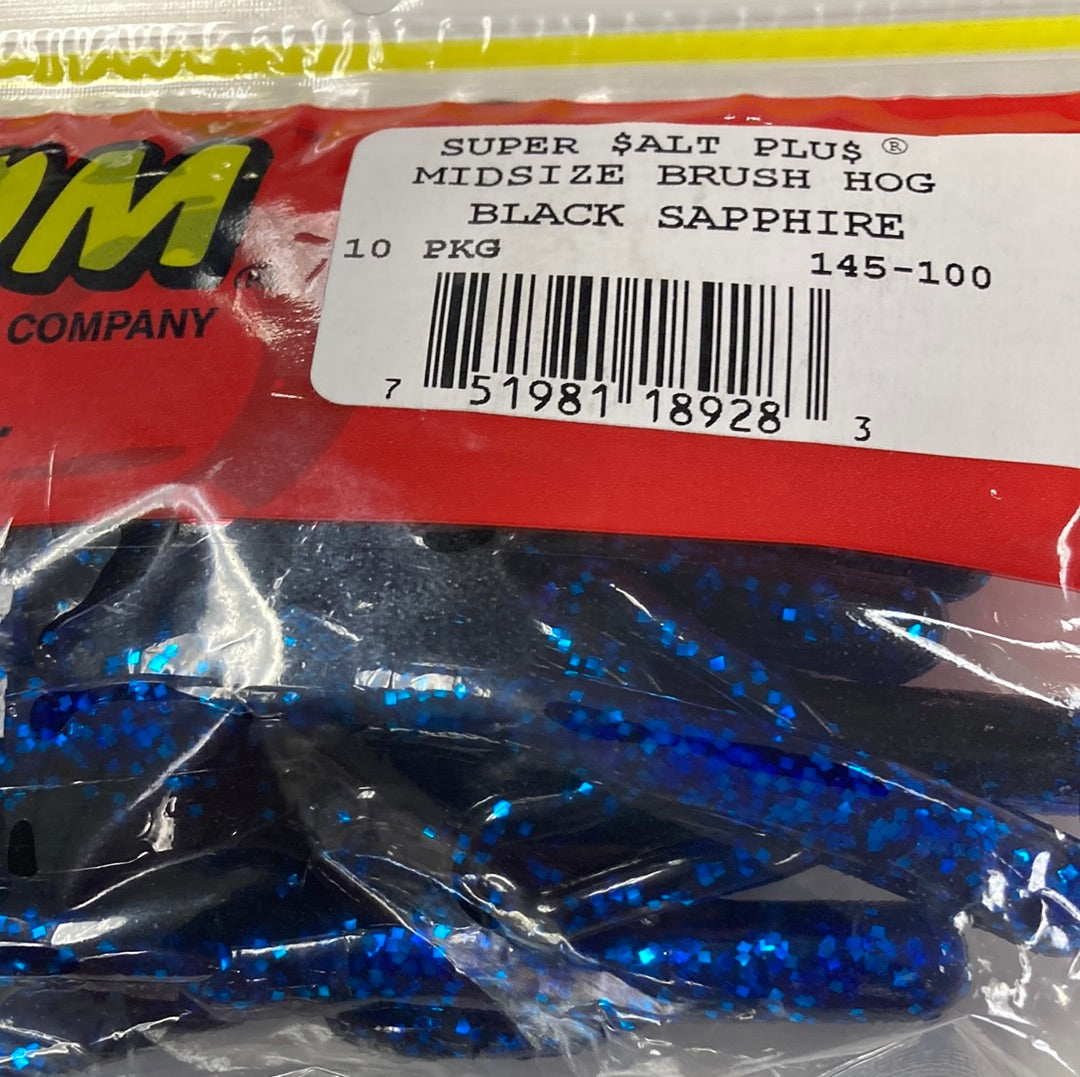 SUPER $ALT PLU$ ®
MIDSIZE BRUSH HOG
BLACK SAPPHIRE
10 PKG
145-100
7 51981 18928 3
M®
COMPANY